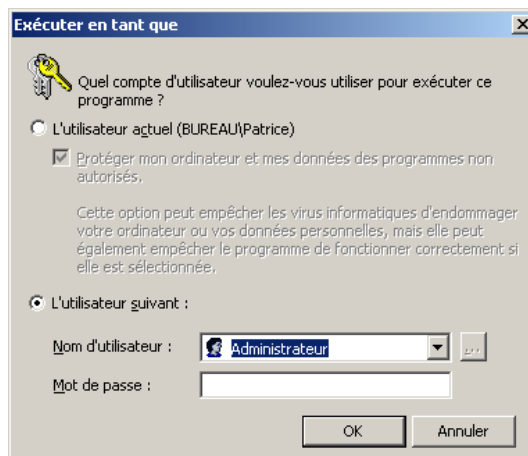 Exécuter en tant que
Quel compte d'utilisateur voulez-vous utiliser pour exécuter ce
programme ?
L'utilisateur actuel (BUREAU\Patrice)
Protéger mon ordinateur et mes données des programmes non
autorisés.
Cette option peut empêcher les virus informatiques d'endommager
votre ordinateur ou vos données personnelles, mais elle peut
également empêcher le programme de fonctionner correctement si
elle est sélectionnée.
L'utilisateur suivant :
Nom d'utilisateur : Administrateur ...
Mot de passe :
OK Annuler